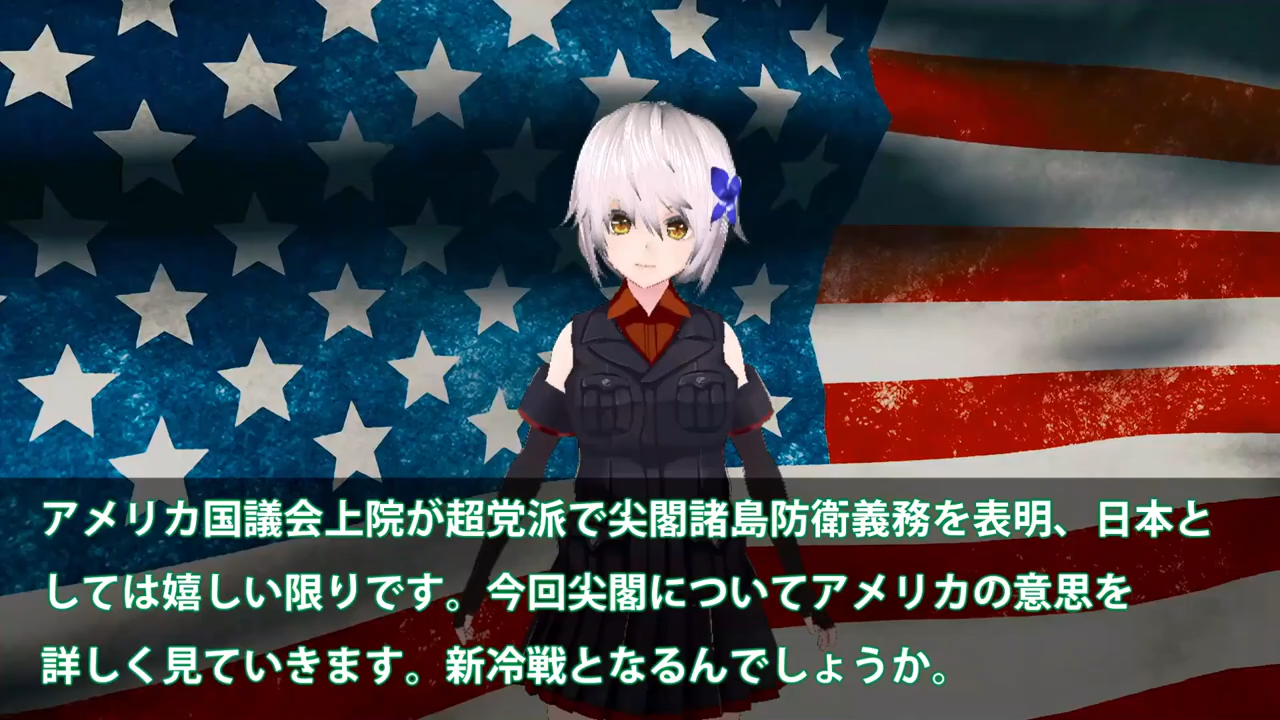 アメリカ国議会上院が超党派で尖閣諸島防衛義務を表明、日本と
しては嬉しい限りです。今回尖閣についてアメリカの意思を
詳しく見ていきます。新冷戦となるんでしょうか。